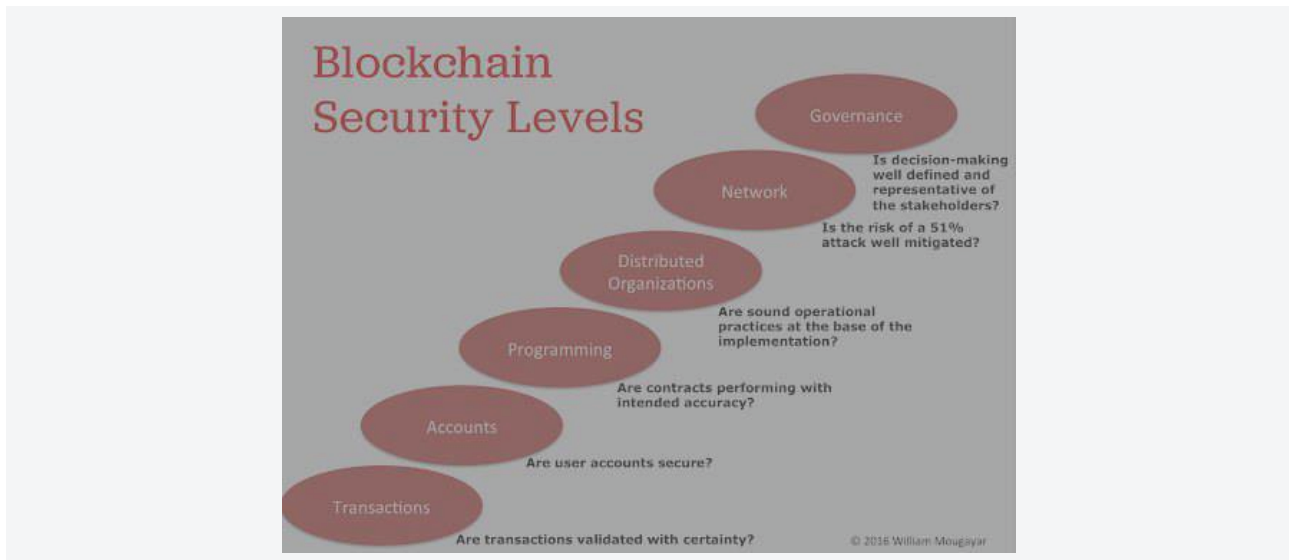 Blockchain
Security Levels
Governance
Is decision-making
well defined and
representative of
the stakeholders?
Network
Is the risk of a 51%
attack well mitigated?
Distributed
Organizations
Are sound operational
practices at the base of the
implementation?
Programming
Are contracts performing with
intended accuracy?
Accounts
Are user accounts secure?
Transactions
Are transactions validated with certainty?
© 2016 William Mougayar